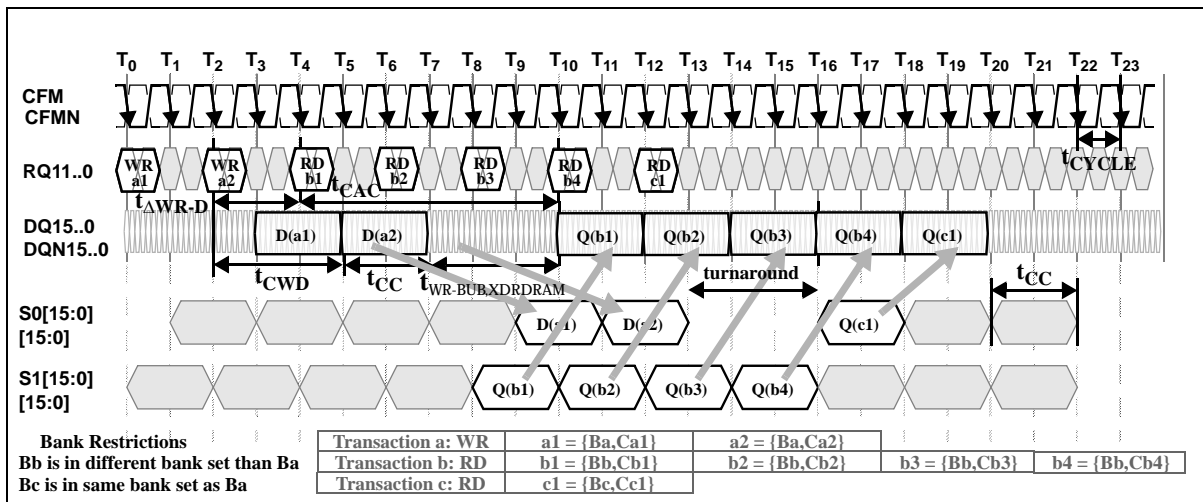 T0 T1 T2 T3 T4 T5 T6 T7 T8 T9 T10 T11 T12 T13 T14 T15 T16 T17 T18 T19 T20 T21 T22 T23
CFM
CFMN
RQ11..0
WR a1
WR a2
RD b1
RD b2
RD b3
RD b4
RD c1
tCYCLE
tΔWR-D
tCAC
DQ15..0
DQN15..0
D(a1) D(a2) Q(b1) Q(b2) Q(b3) Q(b4) Q(c1)
tCWD tCC tWR-BUB,XDRDRAM turnaround tCC
S0[15:0]
[15:0]
D(a1) D(a2) Q(c1)
S1[15:0]
[15:0]
Q(b1) Q(b2) Q(b3) Q(b4)
Bank Restrictions
Transaction a: WR a1 = {Ba,Ca1} a2 = {Ba,Ca2}
Bb is in different bank set than Ba
Transaction b: RD b1 = {Bb,Cb1} b2 = {Bb,Cb2} b3 = {Bb,Cb3} b4 = {Bb,Cb4}
Bc is in same bank set as Ba
Transaction c: RD c1 = {Bc,Cc1}